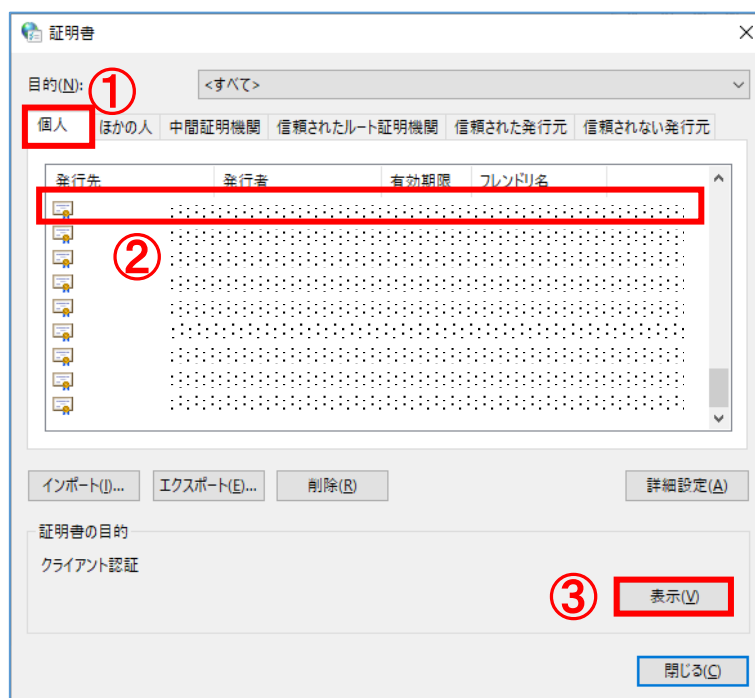 証明書
目的(N): <すべて>
①
個人 ほかの人 中間証明機関 信頼されたルート証明機関 信頼された発行元 信頼されない発行元
発行先 発行者 有効期限 フレンドリ名
②
インポート(I)... エクスポート(E)... 削除(R) 詳細設定(A)
証明書の目的
クライアント認証
③ 表示(V)
閉じる(C)